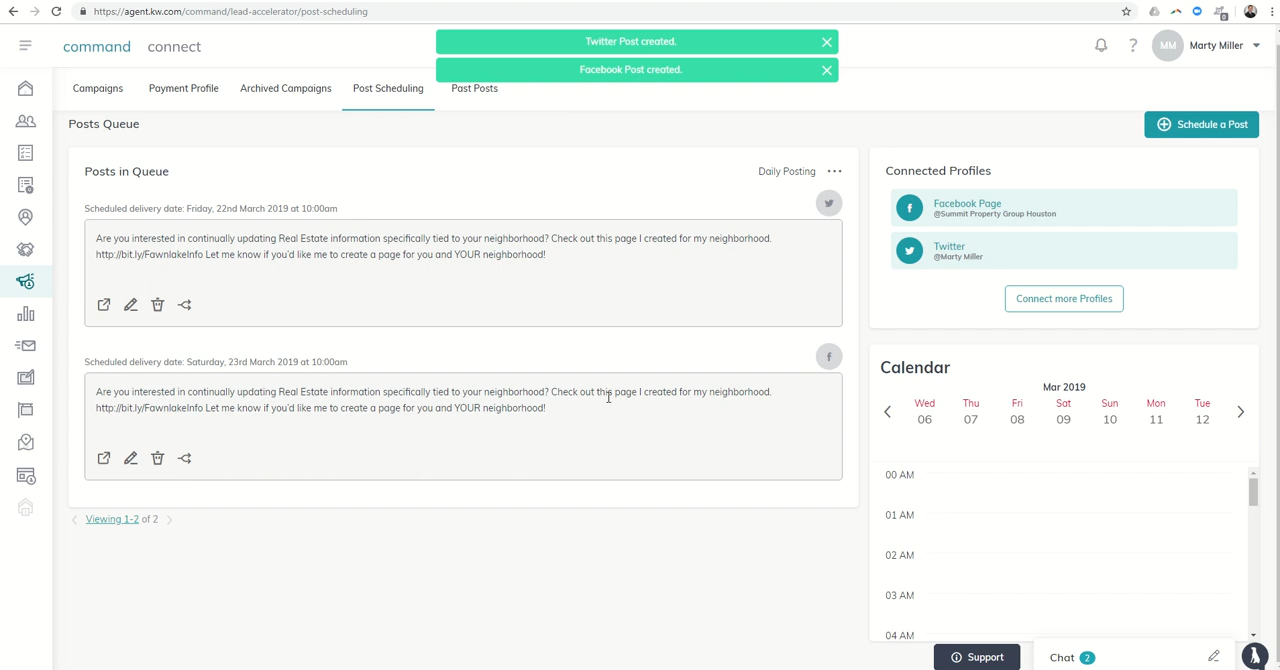 https://agent.kw.com/command/lead-accelerator/post-scheduling
command connect
Twitter Post created.
Facebook Post created.
? MM Marty Miller
Campaigns Payment Profile Archived Campaigns Post Scheduling Past Posts
Posts Queue
Schedule a Post
Posts in Queue
Daily Posting
Scheduled delivery date: Friday, 22nd March 2019 at 10:00am
Are you interested in continually updating Real Estate information specifically tied to your neighborhood? Check out this page I created for my neighborhood.
http://bit.ly/FawnlakeInfo Let me know if you'd like me to create a page for you and YOUR neighborhood!
Scheduled delivery date: Saturday, 23rd March 2019 at 10:00am
Are you interested in continually updating Real Estate information specifically tied to your neighborhood? Check out this page I created for my neighborhood.
http://bit.ly/FawnlakeInfo Let me know if you'd like me to create a page for you and YOUR neighborhood!
Viewing 1-2 of 2
Connected Profiles
Facebook Page
@Summit Property Group Houston
Twitter
@Marty Miller
Connect more Profiles
Calendar
Mar 2019
Wed Thu Fri Sat Sun Mon Tue
06 07 08 09 10 11 12
00 AM
01 AM
02 AM
03 AM
04 AM
Support
Chat 2